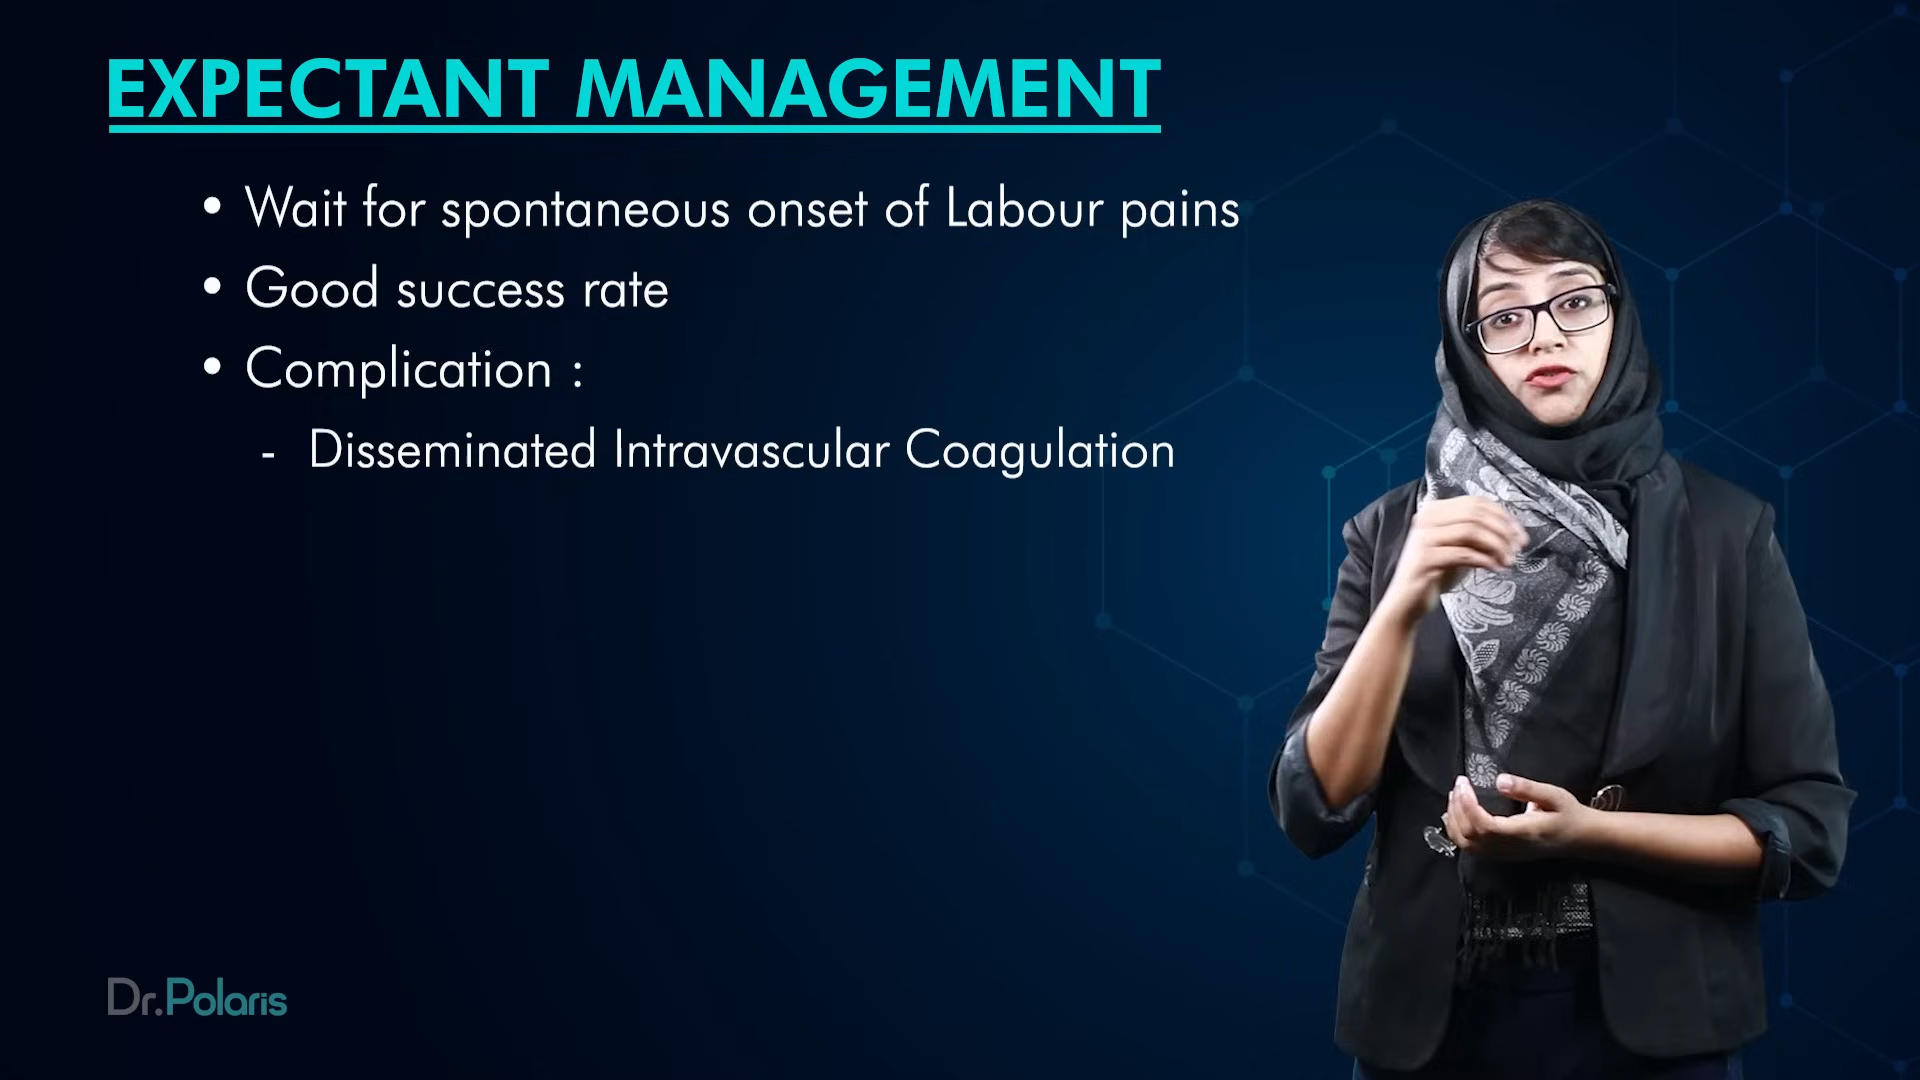 EXPECTANT MANAGEMENT
• Wait for spontaneous onset of Labour pains
• Good success rate
• Complication :
- Disseminated Intravascular Coagulation
Dr.Polaris